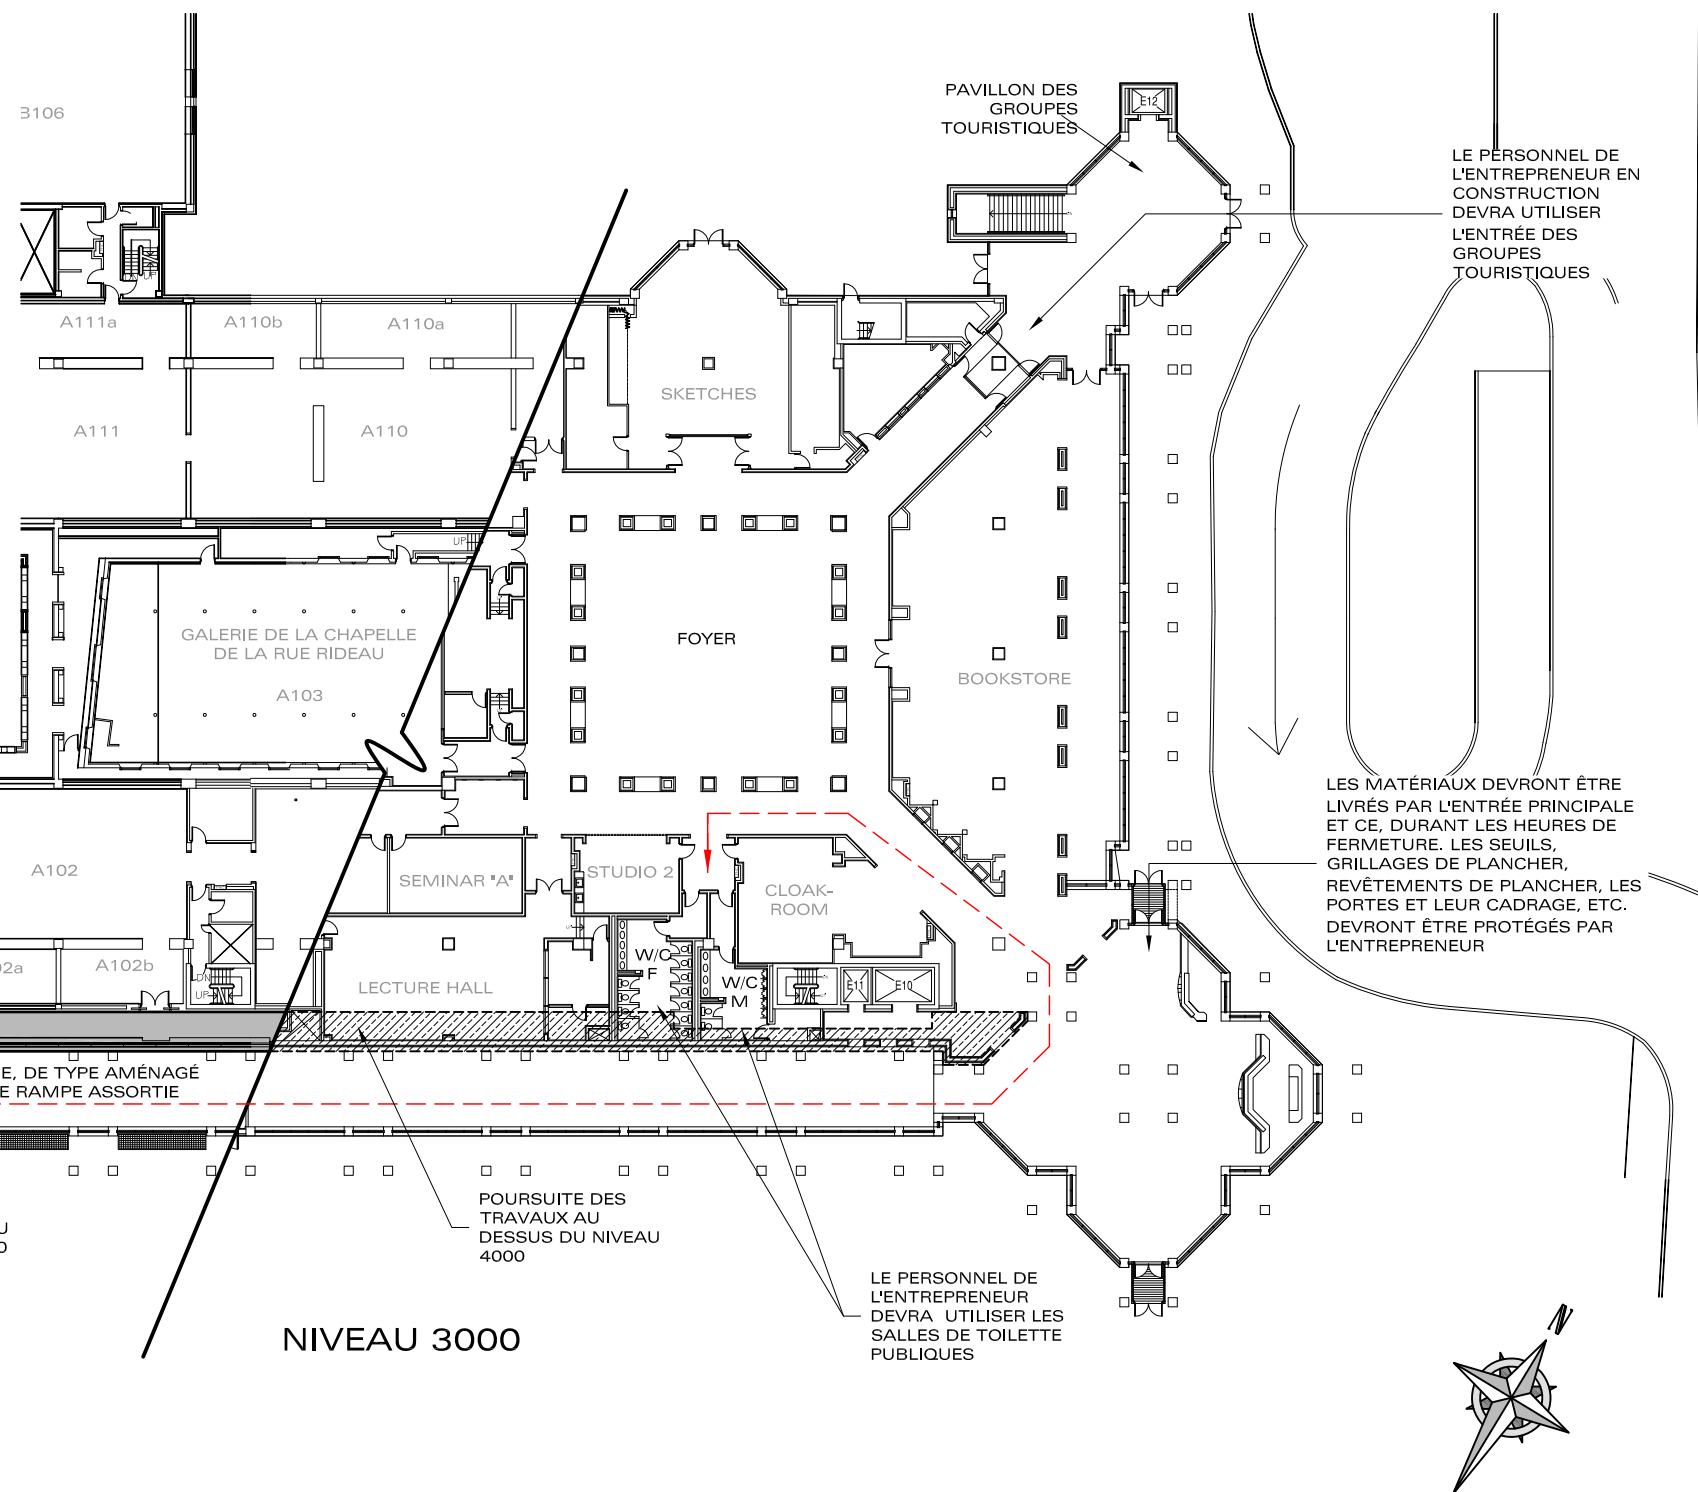 PAVILLON DES
GROUPES
TOURISTIQUES
E12
B106
LE PERSONNEL DE
L'ENTREPRENEUR EN
CONSTRUCTION
DEVRA UTILISER
L'ENTRÉE DES
GROUPES
TOURISTIQUES
A111a
A110b
A110a
SKETCHES
A111
A110
UP
GALERIE DE LA CHAPELLE
DE LA RUE RIDEAU
A103
FOYER
BOOKSTORE
LES MATÉRIAUX DEVRONT ÊTRE
LIVRÉS PAR L'ENTRÉE PRINCIPALE
ET CE, DURANT LES HEURES DE
FERMETURE. LES SEUILS,
GRILLAGES DE PLANCHER,
REVÊTEMENTS DE PLANCHER, LES
PORTES ET LEUR CADRAGE, ETC.
DEVRONT ÊTRE PROTÉGÉS PAR
L'ENTREPRENEUR
A102
SEMINAR "A"
STUDIO 2
CLOAK-
ROOM
02a
A102b
DN
UP
LECTURE HALL
W/C
F
W/C
M
E11
E10
E, DE TYPE AMÉNAGÉ
E RAMPE ASSORTIE
POURSUITE DES
TRAVAUX AU
DESSUS DU NIVEAU
4000
U
0
LE PERSONNEL DE
L'ENTREPRENEUR
DEVRA UTILISER LES
SALLES DE TOILETTE
PUBLIQUES
NIVEAU 3000
N